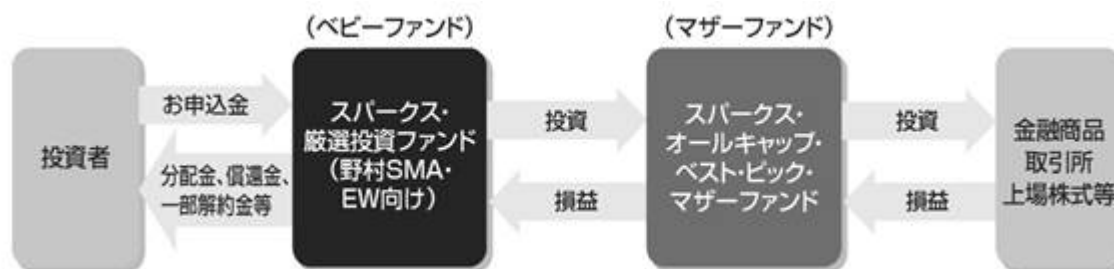 (ベビーファンド)
(マザーファンド)
投資者
お申込金
分配金、償還金、
一部解約金等
スパークス・
厳選投資ファンド
(野村SMA・
EW向け)
投資
損益
スパークス・
オールキャップ・
ベスト・ピック・
マザーファンド
投資
損益
金融商品
取引所
上場株式等